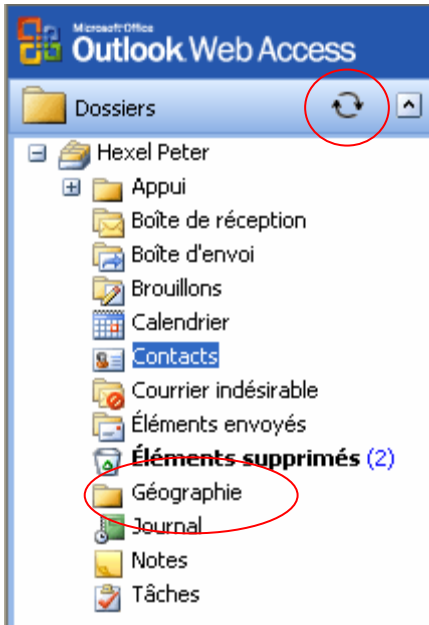 Microsoft Office
Outlook Web Access
Dossiers
Hexel Peter
Appui
Boîte de réception
Boîte d'envoi
Brouillons
Calendrier
Contacts
Courrier indésirable
Éléments envoyés
Éléments supprimés (2)
Géographie
Journal
Notes
Tâches